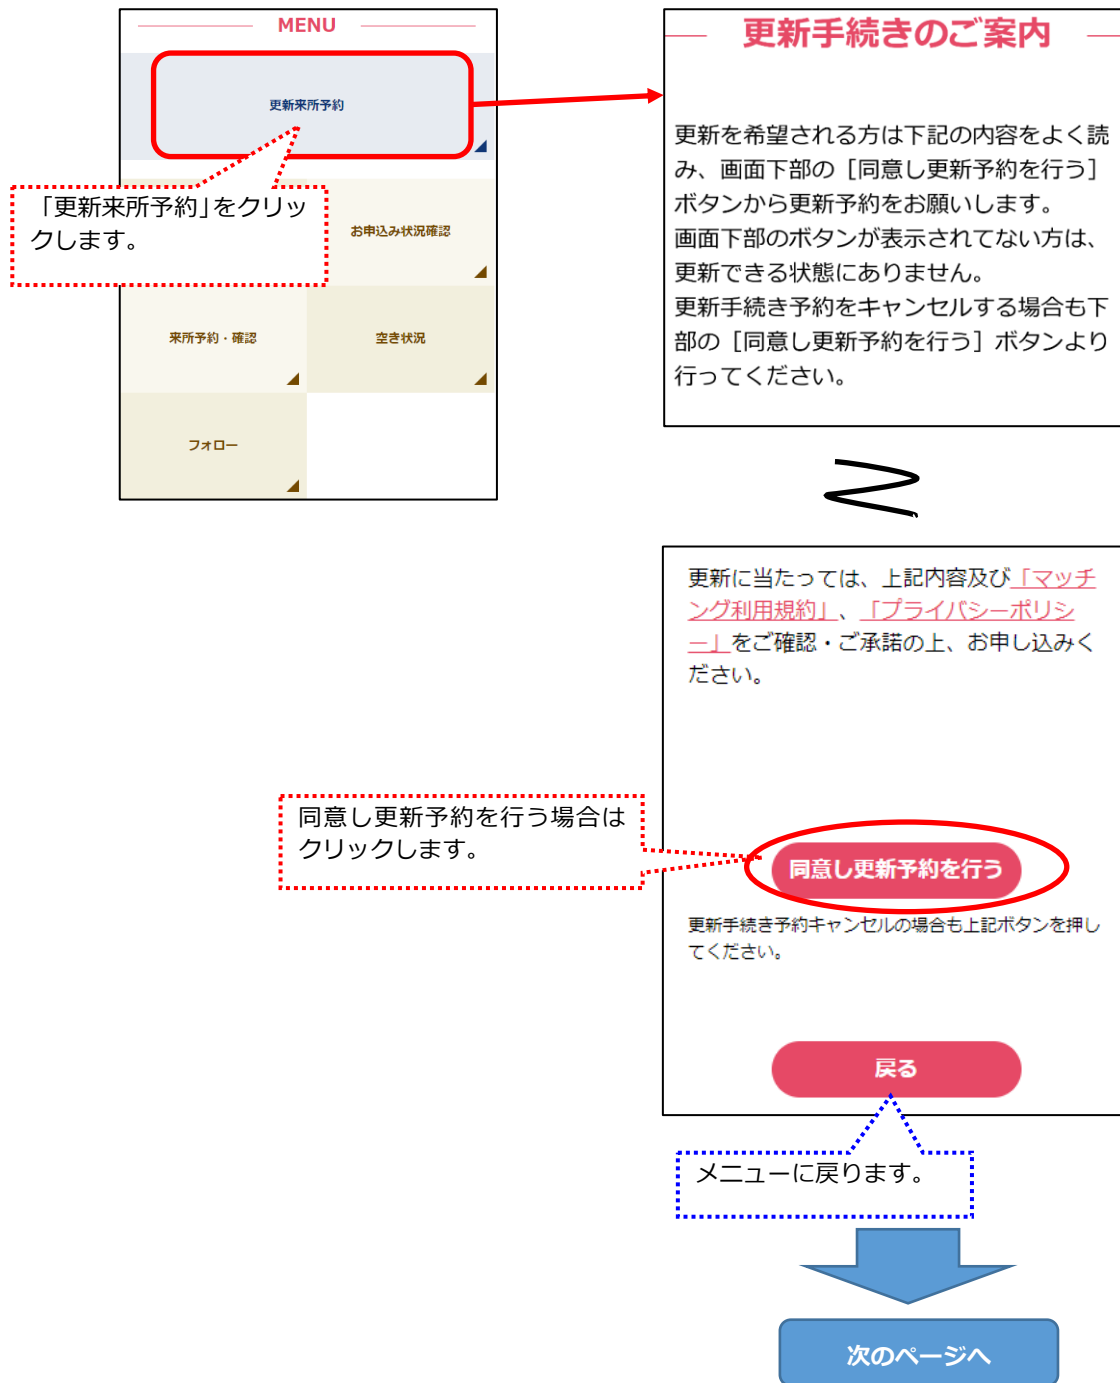 MENU
更新来所予約
「更新来所予約」をクリッ
クします。
お申込み状況確認
来所予約・確認
空き状況
フォロー
更新手続きのご案内
更新を希望される方は下記の内容をよく読
み、画面下部の［同意し更新予約を行う］
ボタンから更新予約をお願いします。
画面下部のボタンが表示されてない方は、
更新できる状態にありません。
更新手続き予約をキャンセルする場合も下
部の［同意し更新予約を行う］ボタンより
行ってください。
更新に当たっては、上記内容及び「マッチ
ング利用規約」、「プライバシーポリシ
ー」をご確認・ご承諾の上、お申し込みく
ださい。
同意し更新予約を行う場合は
クリックします。
同意し更新予約を行う
更新手続き予約キャンセルの場合も上記ボタンを押し
てください。
戻る
メニューに戻ります。
次のページへ